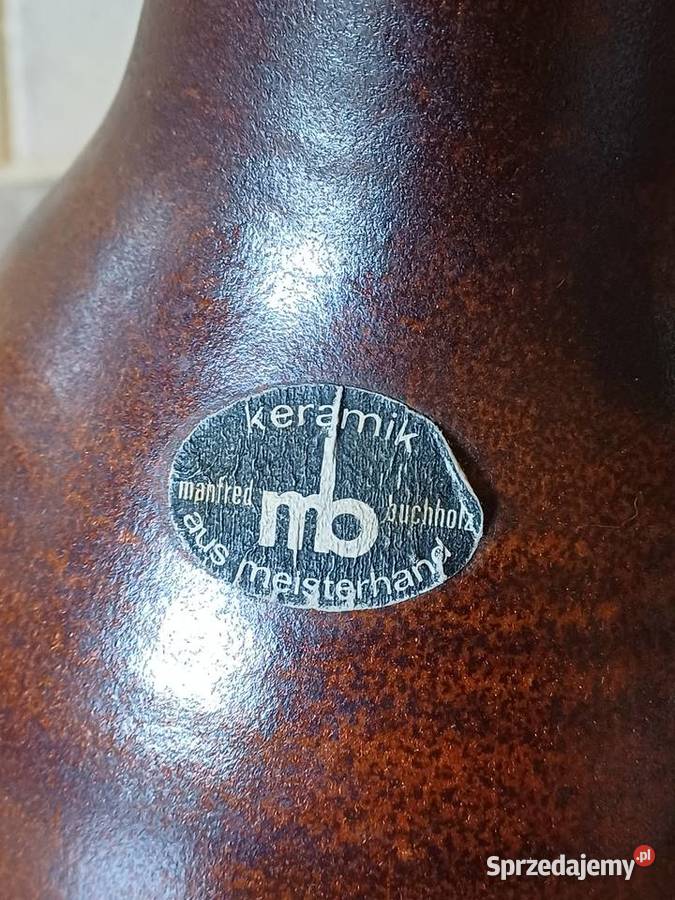 keramik
manfred mb buchholz
aus meisterhand
Sprzedajemy.pl